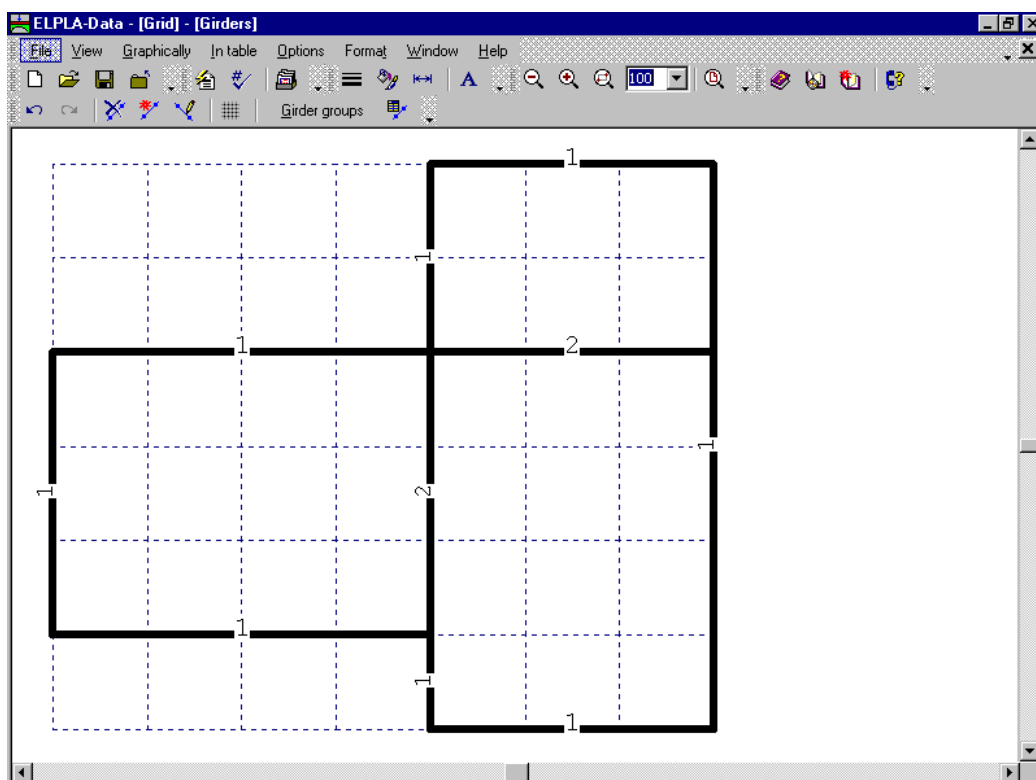 ELPLA-Data - [Grid] - [Girders]
File View Graphically In table Options Format Window Help
A 100
Girder groups
1
1
1 2
1
1 2
1
1
1